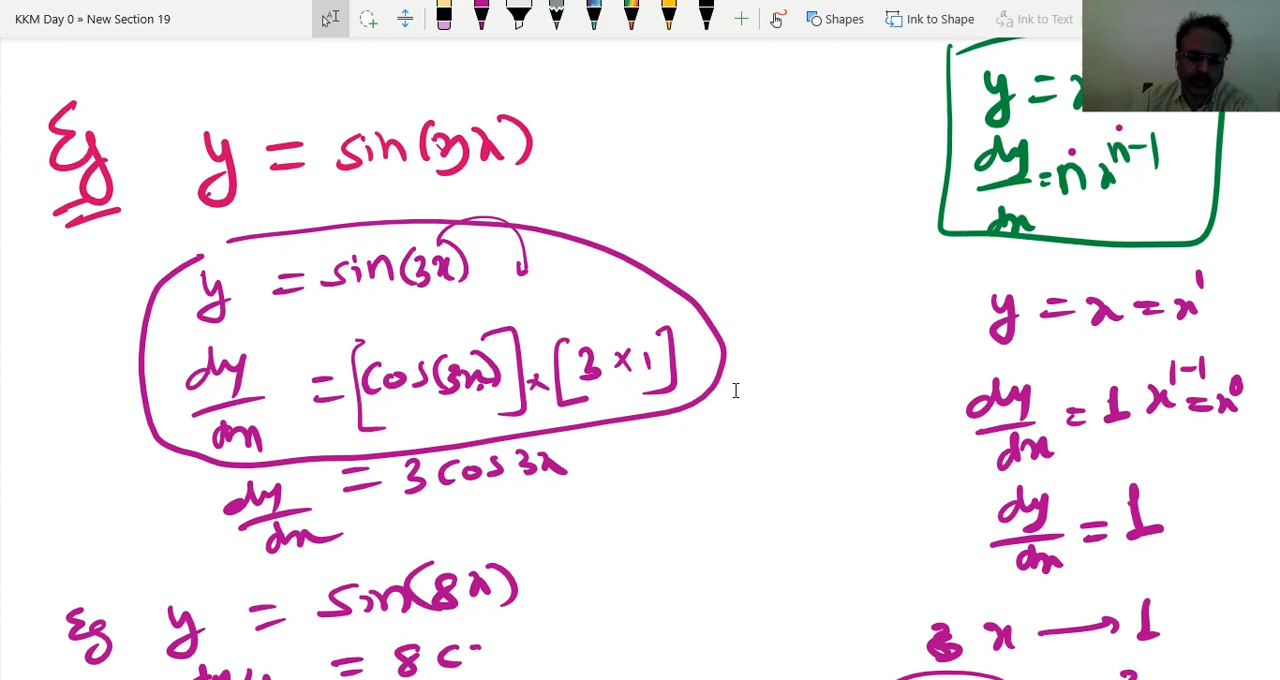 KKM Day 0 » New Section 19
Shapes Ink to Shape Ink to Text
Eg y = sin(3x)
y = sin(3x)
dy/dx = [cos(3x)] × [3 × 1]
dy/dx = 3 cos 3x
Eg y = sin(8x)
= 8 c
y =
dy/dx = n x^n-1
y = x = x^1
dy/dx = 1 x^1-1 = x^0
dy/dx = 1
x → 1